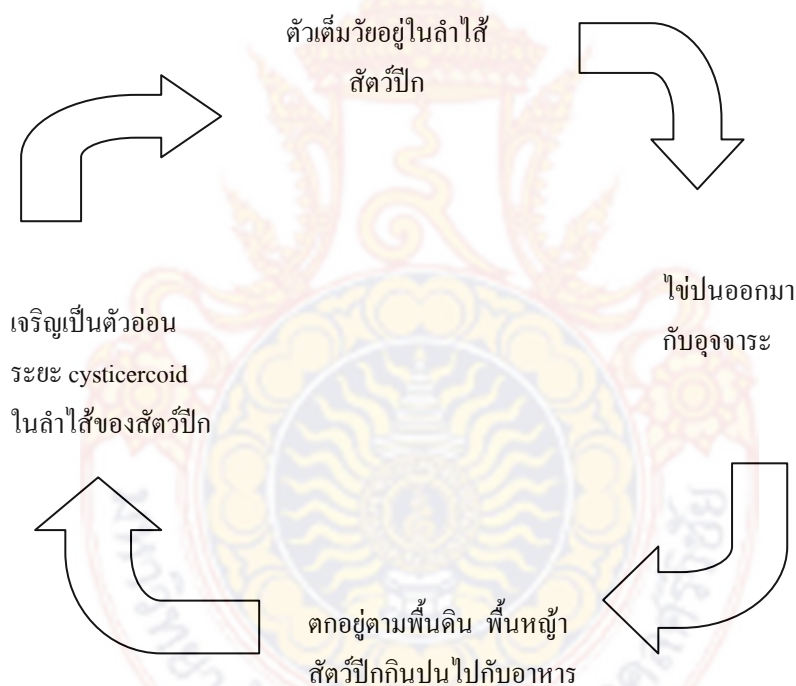 ตัวเต็มวัยอยู่ในลำไส้
สัตว์ปีก
ไข่ปนออกมา
กับอุจจาระ
ตกอยู่ตามพื้นดิน พื้นหญ้า
สัตว์ปีกกินปนไปกับอาหาร
เจริญเป็นตัวอ่อน
ระยะ cysticercoid
ในลำไส้ของสัตว์ปีก